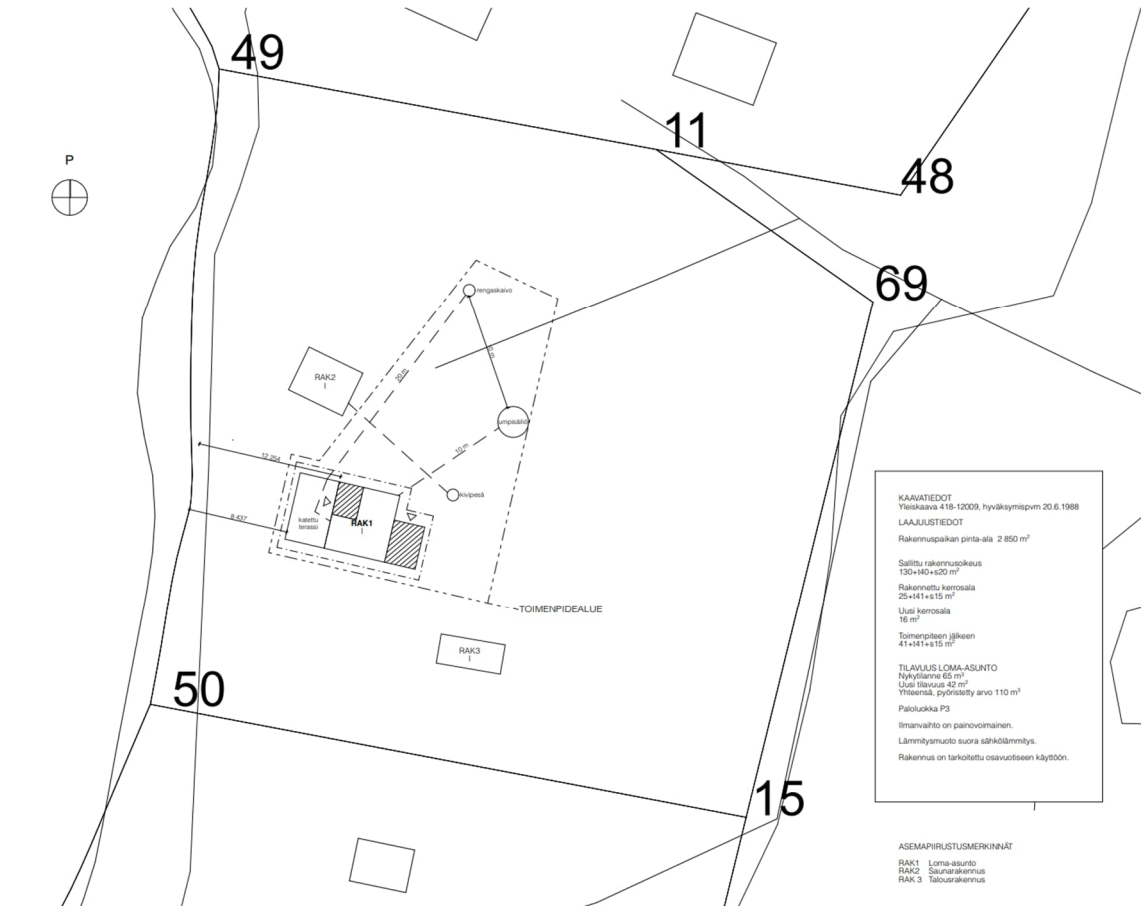 49
11
48
P
69
rengaskaivo
20 m
RAK2
I
umpisäiliö
10 m
12 254
kivipesä
8 437
katettu
terassi
RAK1
I
TOIMENPIDEALUE
RAK3
I
50
15
KAAVATIEDOT
Yleiskaava 418-12009, hyväksymispvm 20.6.1988
LAAJUUSTIEDOT
Rakennuspaikan pinta-ala 2 850 m²
Sallittu rakennusoikeus
130+t40+s20 m²
Rakennettu kerrosala
25+t41+s15 m²
Uusi kerrosala
16 m²
Toimenpiteen jälkeen
41+t41+s15 m²
TILAVUUS LOMA-ASUNTO
Nykytilanne 65 m³
Uusi tilavuus 42 m²
Yhteensä, pyöristetty arvo 110 m³
Paloluokka P3
Ilmanvaihto on painovoimainen.
Lämmitysmuoto suora sähkölämmitys.
Rakennus on tarkoitettu osavuotiseen käyttöön.
ASEMAPIIRUSTUSMERKINNÄT
RAK1 Loma-asunto
RAK2 Saunarakennus
RAK 3 Talousrakennus